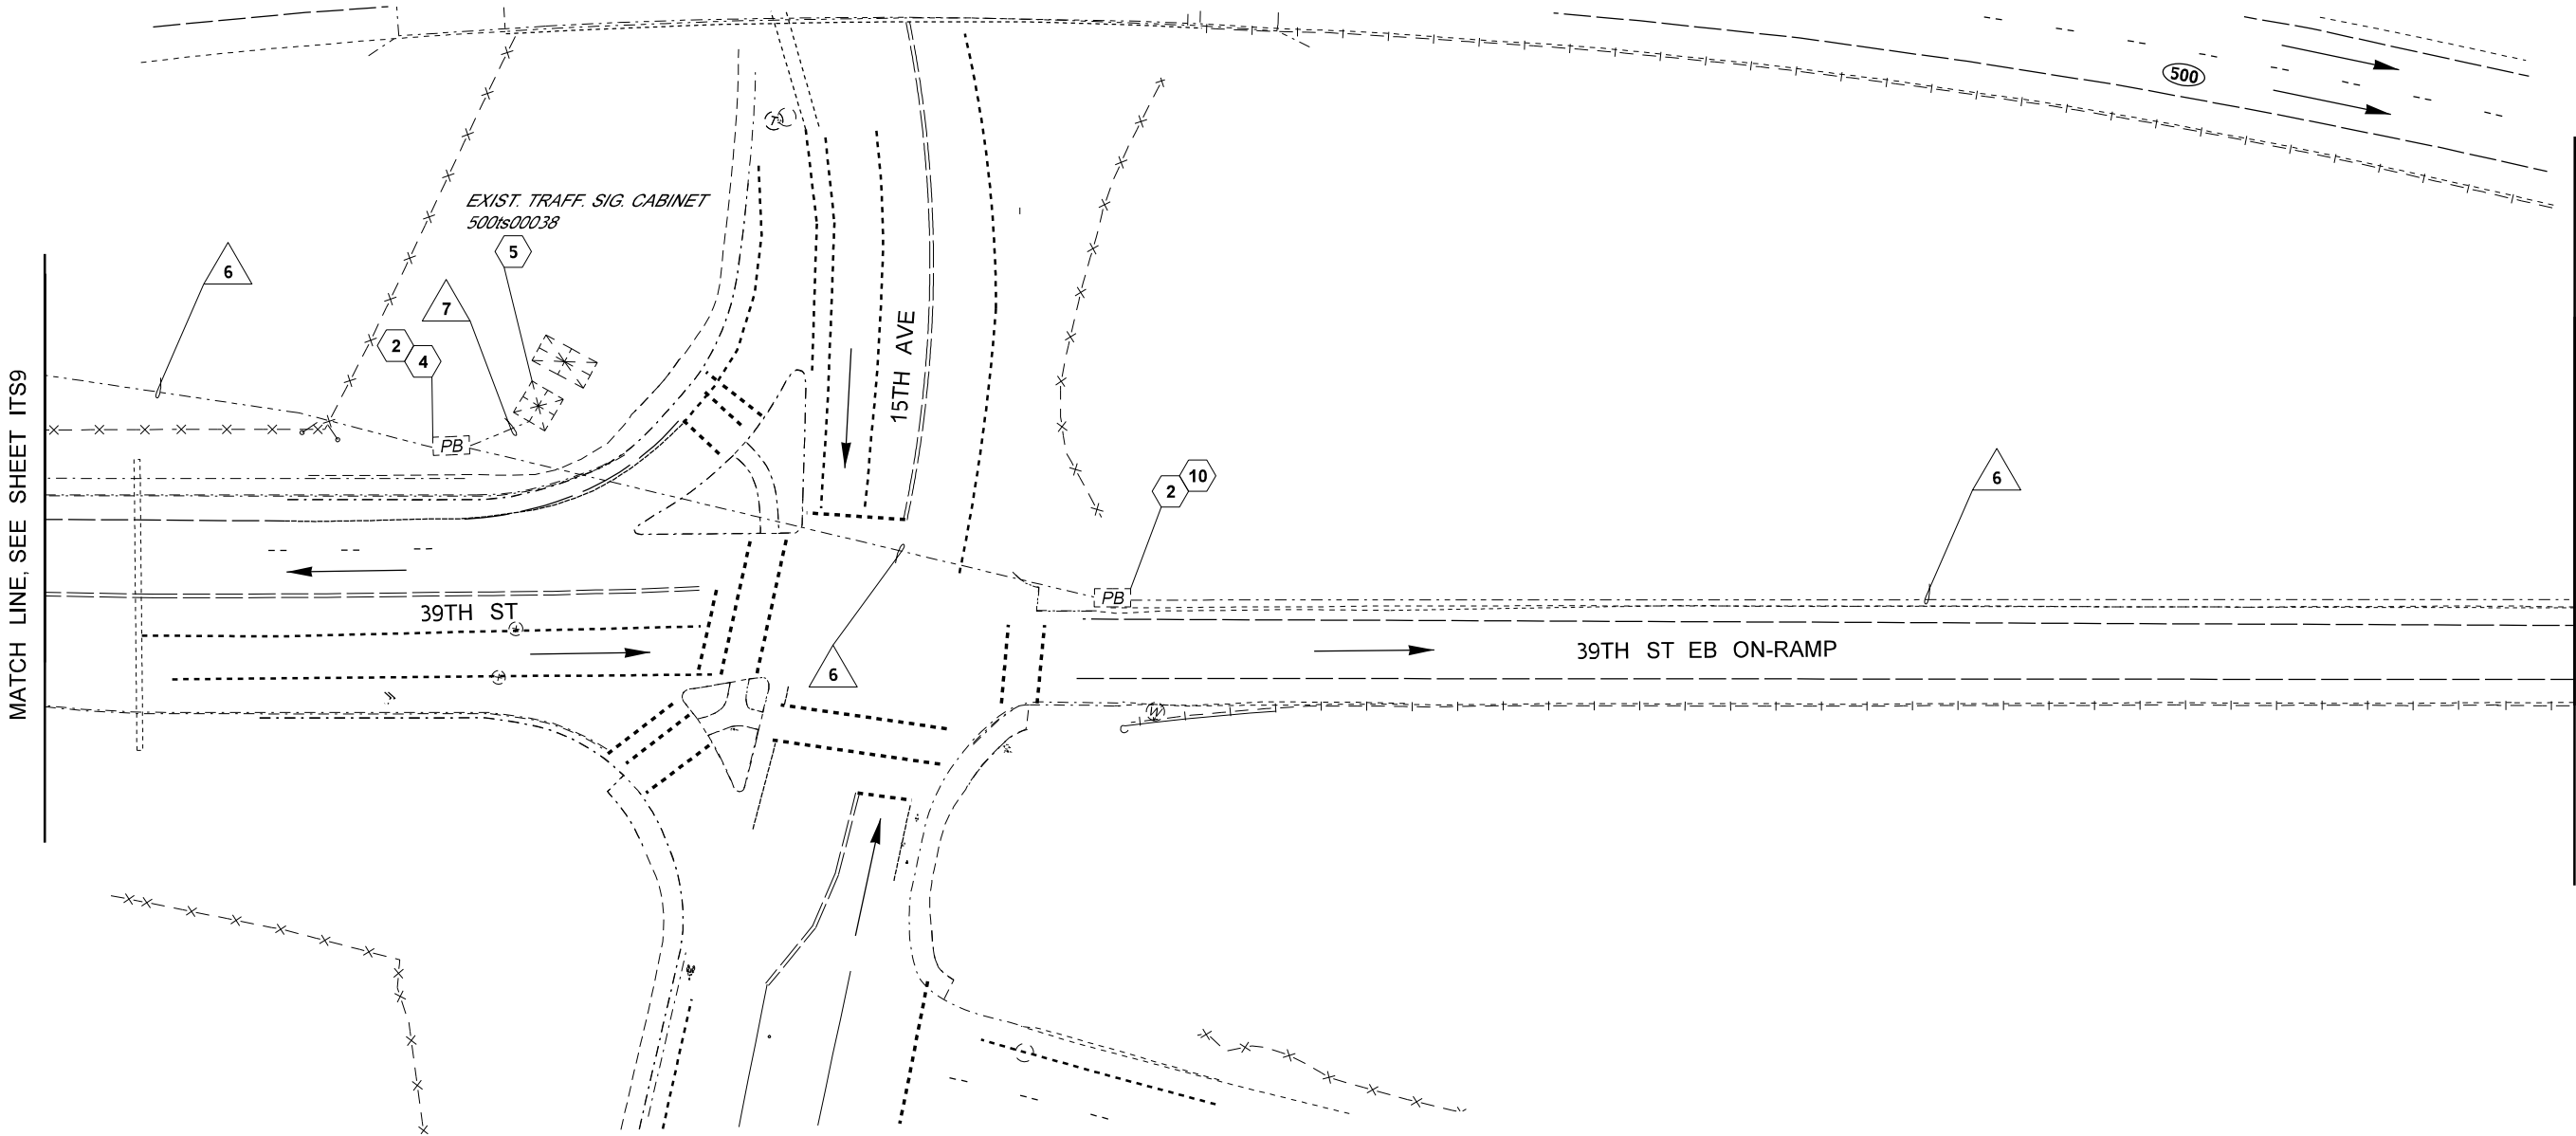 500
EXIST. TRAFF. SIG. CABINET
500ts00038
5
6
7
2
4
15TH AVE
MATCH LINE, SEE SHEET ITS9
PB
10
2
6
PB
39TH ST
39TH ST EB ON-RAMP
6
W